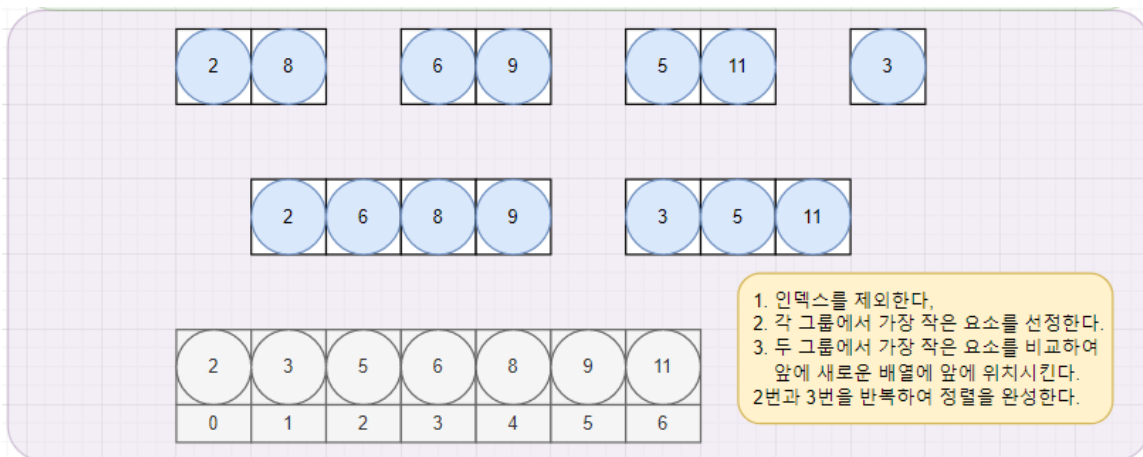 2 8 6 9 5 11 3
2 6 8 9 3 5 11
1. 인덱스를 제외한다,
2. 각 그룹에서 가장 작은 요소를 선정한다.
3. 두 그룹에서 가장 작은 요소를 비교하여
앞에 새로운 배열에 앞에 위치시킨다.
2번과 3번을 반복하여 정렬을 완성한다.
2 3 5 6 8 9 11
0 1 2 3 4 5 6